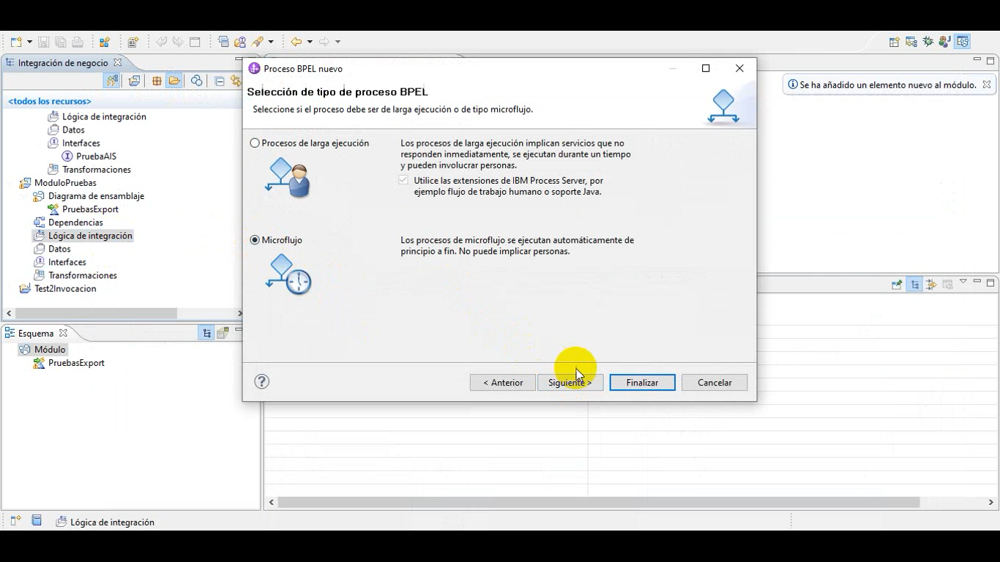 Integración de negocio
<todos los recursos>
Lógica de integración
Datos
Interfaces
PruebaAIS
Transformaciones
ModuloPruebas
Diagrama de ensamblaje
PruebasExport
Dependencias
Lógica de integración
Datos
Interfaces
Transformaciones
Test2Invocacion
Esquema
Módulo
PruebasExport
Proceso BPEL nuevo
Selección de tipo de proceso BPEL
Seleccione si el proceso debe ser de larga ejecución o de tipo microflujo.
Procesos de larga ejecución
Los procesos de larga ejecución implican servicios que no
responden inmediatamente, se ejecutan durante un tiempo
y pueden involucrar personas.
Utilice las extensiones de IBM Process Server, por
ejemplo flujo de trabajo humano o soporte Java.
Microflujo
Los procesos de microflujo se ejecutan automáticamente de
principio a fin. No puede implicar personas.
< Anterior
Siguiente >
Finalizar
Cancelar
Se ha añadido un elemento nuevo al módulo.
Lógica de integración